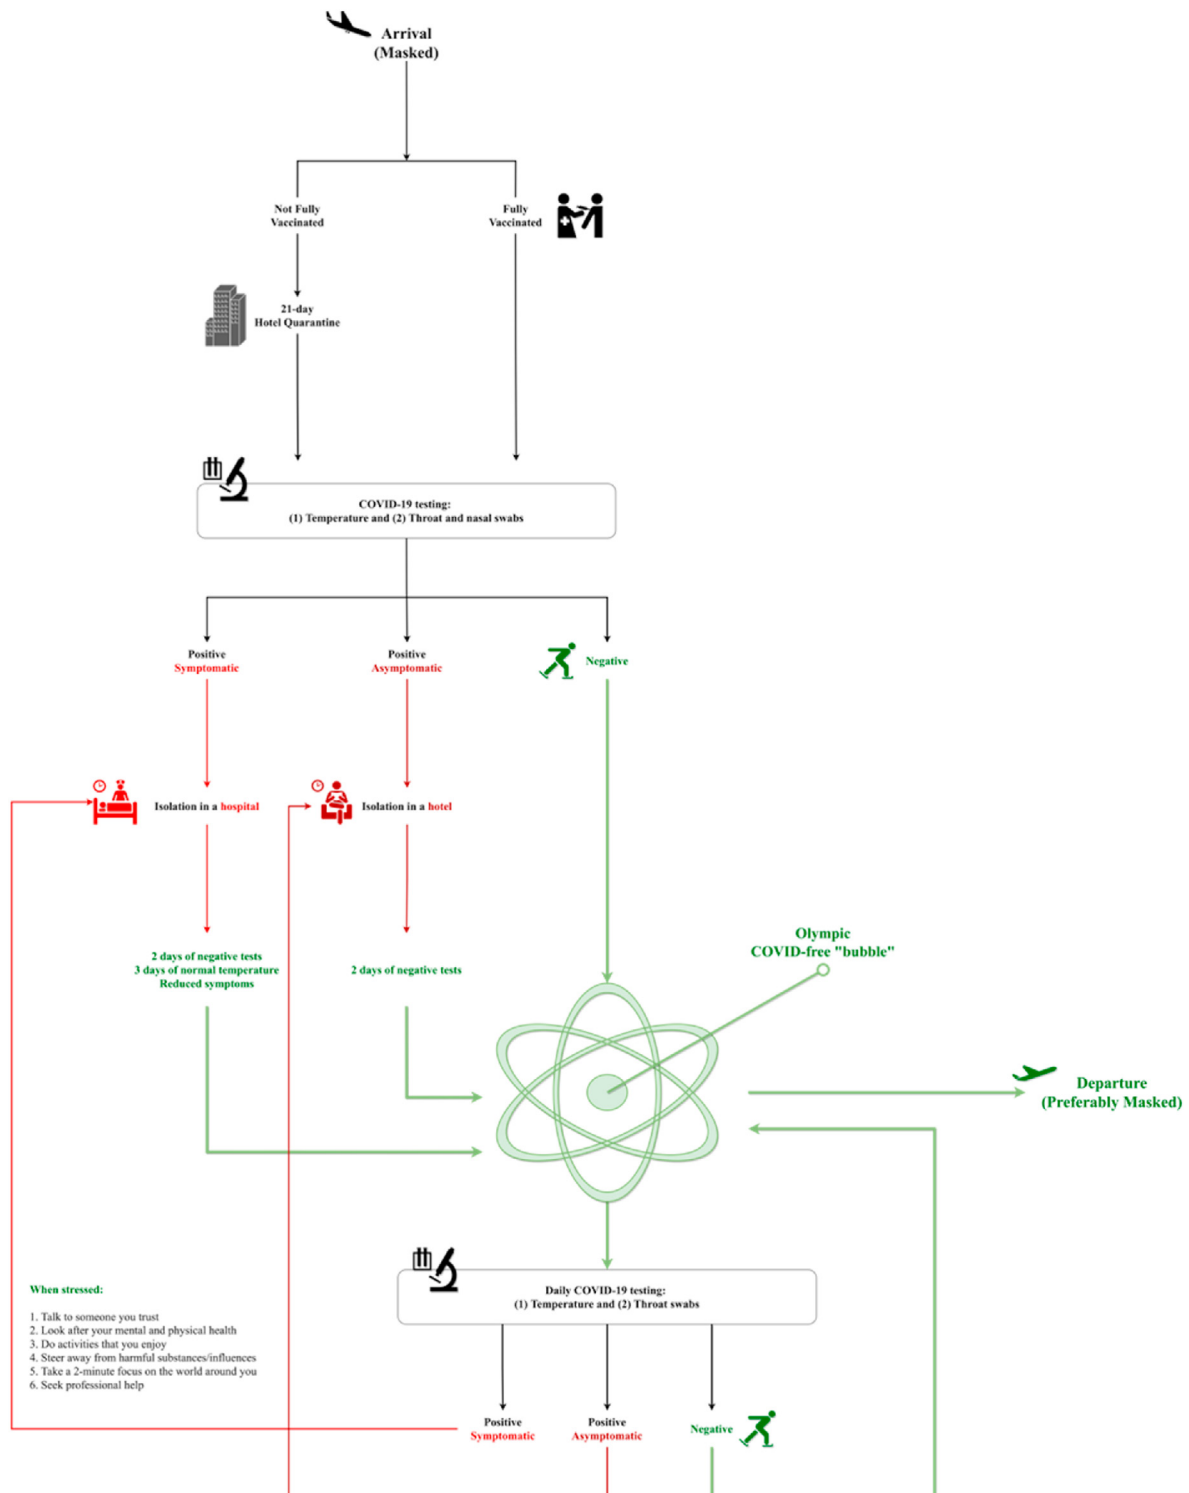 Arrival
(Masked)
Not Fully
Vaccinated
Fully
Vaccinated
21-day
Hotel Quarantine
COVID-19 testing:
(1) Temperature and (2) Throat and nasal swabs
Positive
Symptomatic
Positive
Asymptomatic
Negative
Isolation in a hospital
Isolation in a hotel
2 days of negative tests
3 days of normal temperature
Reduced symptoms
2 days of negative tests
Olympic
COVID-free "bubble"
Departure
(Preferably Masked)
Daily COVID-19 testing:
(1) Temperature and (2) Throat swabs
When stressed:
1. Talk to someone you trust
2. Look after your mental and physical health
3. Do activities that you enjoy
4. Steer away from harmful substances/influences
5. Take a 2-minute focus on the world around you
6. Seek professional help
Positive
Symptomatic
Positive
Asymptomatic
Negative